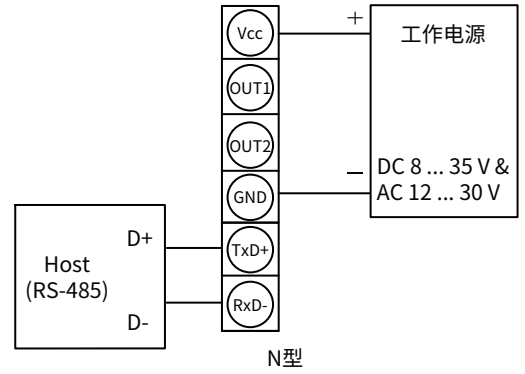 +
工作电源
Vcc
OUT1
OUT2
−
DC 8 ... 35 V &
AC 12 ... 30 V
GND
D+
TxD+
Host
(RS-485)
RxD-
D-
N型